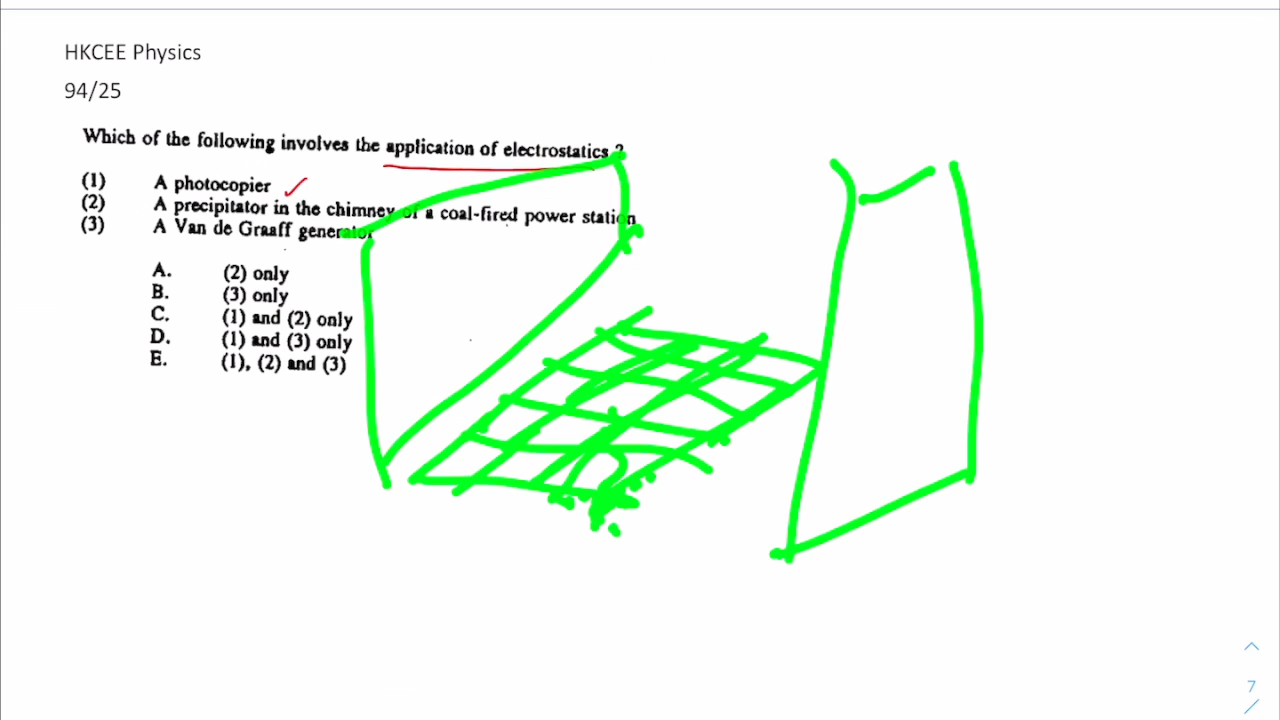 HKCEE Physics
94/25
Which of the following involves the application of electrostatics ?
(1) A photocopier
(2) A precipitator in the chimney of a coal-fired power station
(3) A Van de Graaff generator
A. (2) only
B. (3) only
C. (1) and (2) only
D. (1) and (3) only
E. (1), (2) and (3)
7